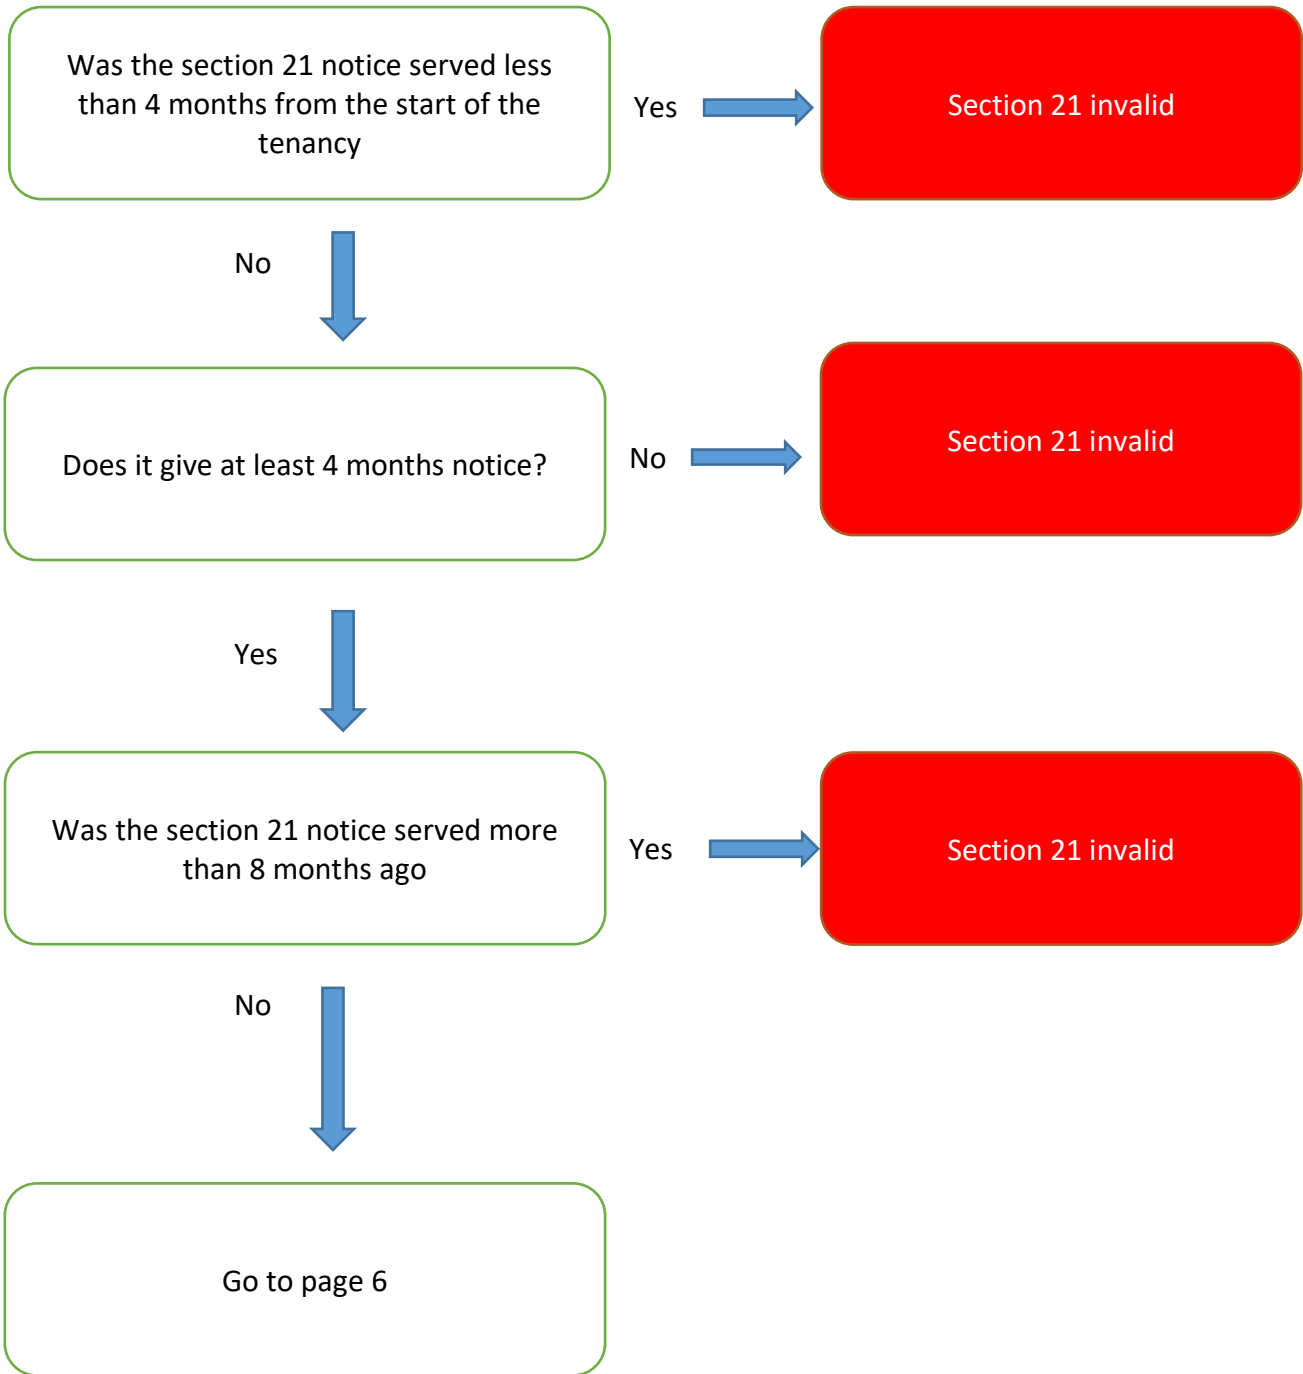 Was the section 21 notice served less
than 4 months from the start of the
tenancy
Yes
Section 21 invalid
No
Does it give at least 4 months notice?
No
Section 21 invalid
Yes
Was the section 21 notice served more
than 8 months ago
Yes
Section 21 invalid
No
Go to page 6